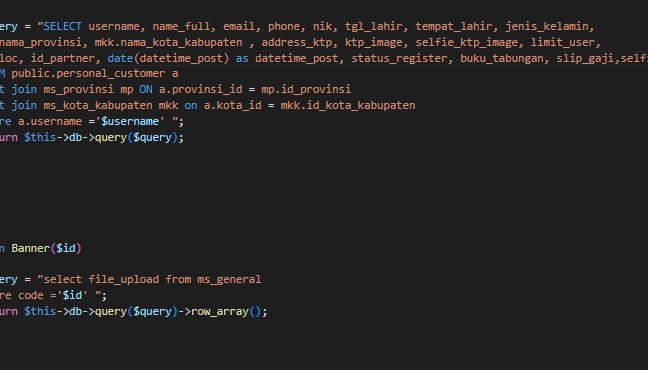 ery = "SELECT username, name_full, email, phone, nik, tgl_lahir, tempat_lahir, jenis_kelamin,
nama_provinsi, mkk.nama_kota_kabupaten , address_ktp, ktp_image, selfie_ktp_image, limit_user,
loc, id_partner, date(datetime_post) as datetime_post, status_register, buku_tabungan, slip_gaji,selfi
M public.personal_customer a
t join ms_provinsi mp ON a.provinsi_id = mp.id_provinsi
t join ms_kota_kabupaten mkk on a.kota_id = mkk.id_kota_kabupaten
re a.username ='$username' ";
urn $this->db->query($query);
n Banner($id)
ery = "select file_upload from ms_general
re code ='$id' ";
urn $this->db->query($query)->row_array();